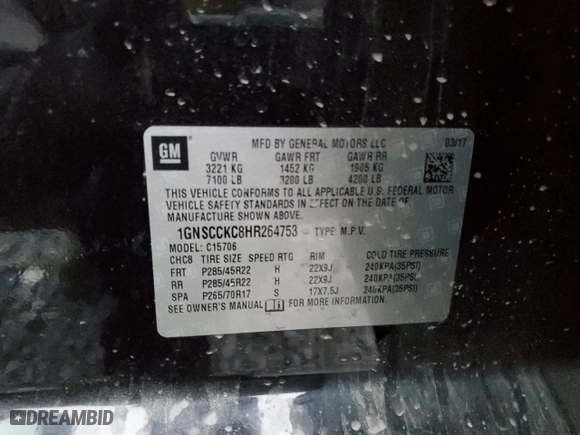 GM
MFD BY GENERAL MOTORS LLC 03/17
GVWR GAWR FRT GAWR RR
3221 KG 1452 KG 1905 KG
7100 LB 3200 LB 4200 LB
THIS VEHICLE CONFORMS TO ALL APPLICABLE U.S. FEDERAL MOTOR
VEHICLE SAFETY STANDARDS IN EFFECT ON THE DATE OF
MANUFACTURE SHOWN ABOVE.
1GNSCCKC8HR264753 TYPE: M.P.V.
MODEL: C15706
CHC8 TIRE SIZE SPEED RTG RIM COLD TIRE PRESSURE
FRT P285/45R22 H 22X9J 240KPA(35PSI)
RR P285/45R22 H 22X9J 240KPA(35PSI)
SPA P265/70R17 S 17X7.5J 240KPA(35PSI)
SEE OWNER'S MANUAL FOR MORE INFORMATION
DREAMBID